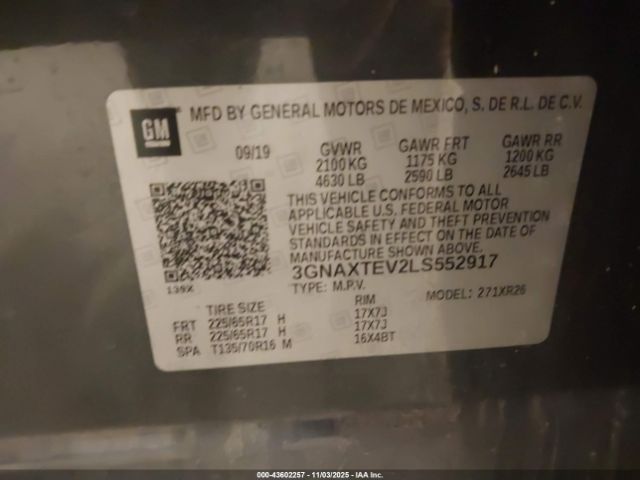 GM
MFD BY GENERAL MOTORS DE MEXICO, S. DE R.L. DE C.V.
09/19 GVWR GAWR FRT GAWR RR
2100 KG 1175 KG 1200 KG
4630 LB 2590 LB 2645 LB
THIS VEHICLE CONFORMS TO ALL
APPLICABLE U.S. FEDERAL MOTOR
VEHICLE SAFETY AND THEFT PREVENTION
STANDARDS IN EFFECT ON THE DATE OF
MANUFACTURE SHOWN ABOVE.
3GNAXTEV2LS552917
139X
TYPE: M.P.V. MODEL: 271XR26
TIRE SIZE RIM
FRT 225/65R17 H 17X7J
RR 225/65R17 H 17X7J
SPA T135/70R16 M 16X4BT
000-43602257 - 11/03/2025 - IAA Inc.